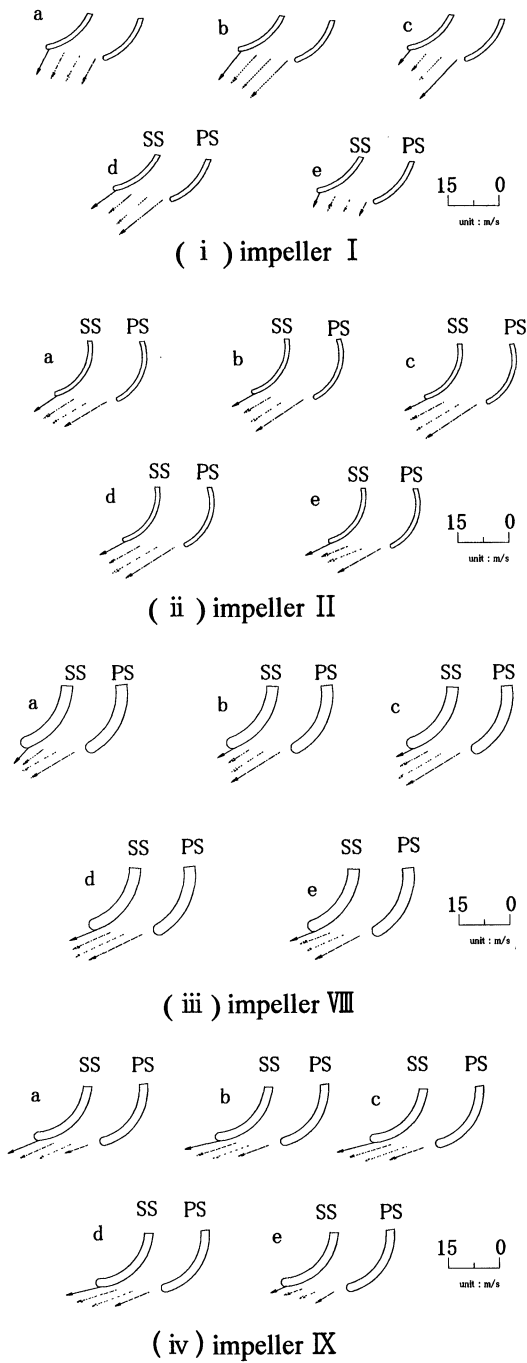 a b c
SS PS
d e
15 0
unit : m/s
( i ) impeller I
SS PS SS PS SS PS
a b c
SS PS SS PS
d e
15 0
unit : m/s
( ii ) impeller II
SS PS SS PS SS PS
a b c
SS PS SS PS
d e
15 0
unit : m/s
( iii ) impeller VIII
SS PS SS PS SS PS
a b c
SS PS SS PS
d e
15 0
unit : m/s
( iv ) impeller IX